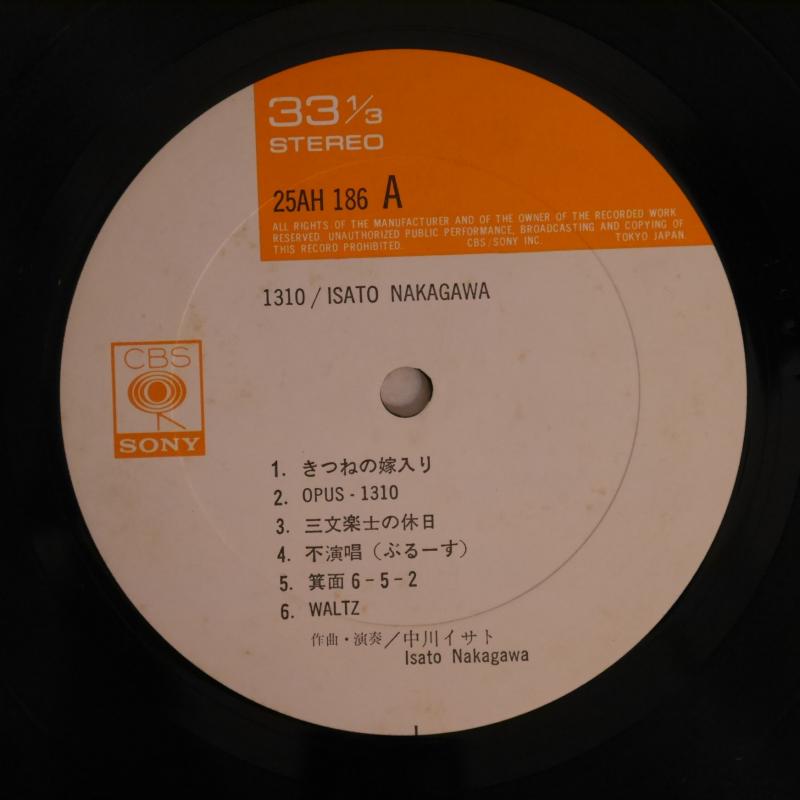 33 1/3
STEREO
25AH 186 A
ALL RIGHTS OF THE MANUFACTURER AND OF THE OWNER OF THE RECORDED WORK
RESERVED. UNAUTHORIZED PUBLIC PERFORMANCE, BROADCASTING AND COPYING OF
THIS RECORD PROHIBITED. CBS/SONY INC. TOKYO JAPAN.
1310 / ISATO NAKAGAWA
CBS
SONY
1. きつねの嫁入り
2. OPUS - 1310
3. 三文楽士の休日
4. 不演唱（ぶるーす）
5. 箕面 6-5-2
6. WALTZ
作曲・演奏／中川イサト
Isato Nakagawa